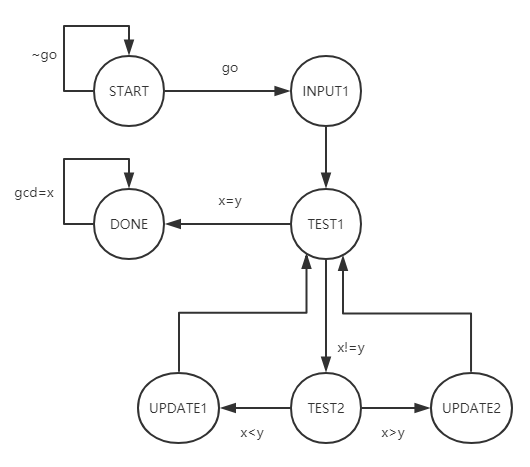 ~go
go
START
INPUT1
gcd=x
x=y
DONE
TEST1
x!=y
UPDATE1
TEST2
UPDATE2
x<y
x>y